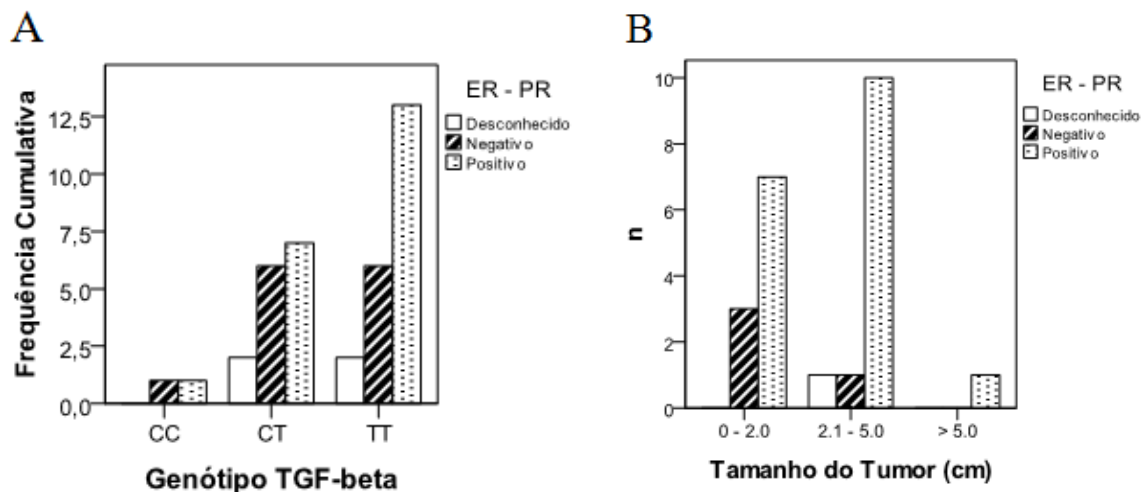 A
Frequência Cumulativa
12,5
10,0
7,5
5,0
2,5
0,0
CC CT TT
Genótipo TGF-beta
ER - PR
Desconhecido
Negativo
Positivo
B
n
10
8
6
4
2
0
0 - 2.0 2.1 - 5.0 > 5.0
Tamanho do Tumor (cm)
ER - PR
Desconhecido
Negativo
Positivo